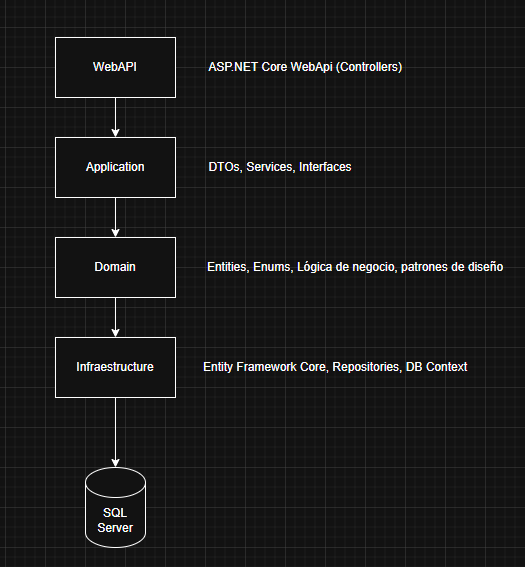 WebAPI
ASP.NET Core WebApi (Controllers)
Application
DTOs, Services, Interfaces
Domain
Entities, Enums, Lógica de negocio, patrones de diseño
Infraestructure
Entity Framework Core, Repositories, DB Context
SQL
Server